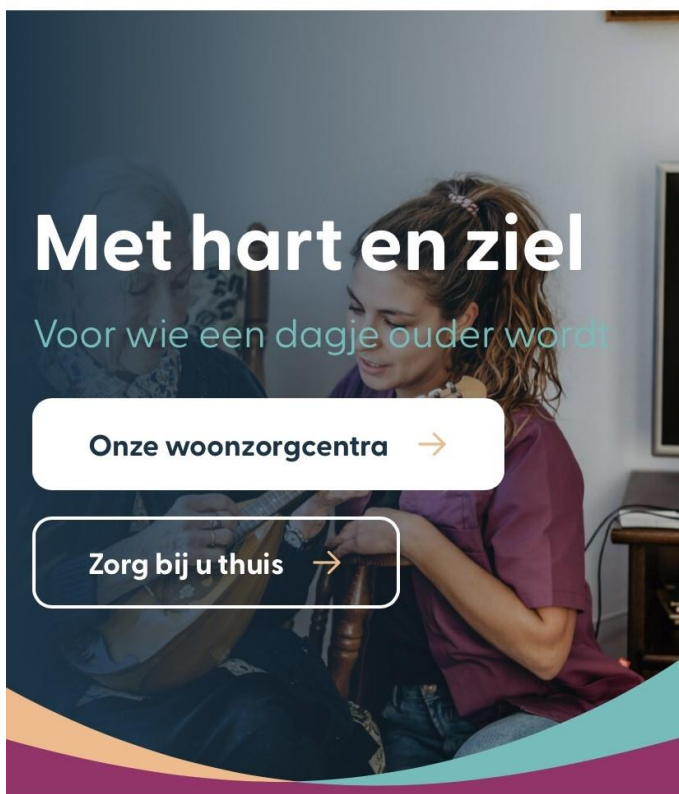 Met hart en ziel
Voor wie een dagje ouder wordt
Onze woonzorgcentra →
Zorg bij u thuis →